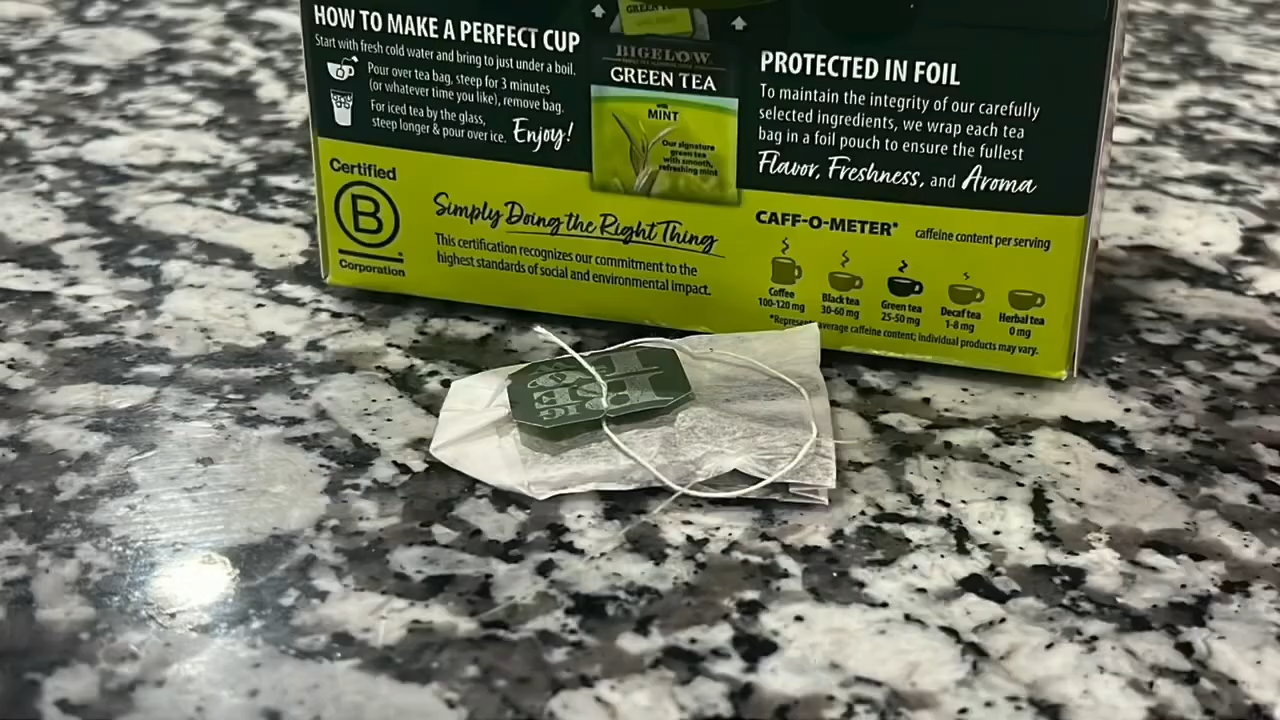 HOW TO MAKE A PERFECT CUP
Start with fresh cold water and bring to just under a boil.
Pour over tea bag, steep for 3 minutes
(or whatever time you like), remove bag.
For iced tea by the glass,
steep longer & pour over ice. Enjoy!
GREEN TEA
BIGELOW
GREEN TEA
with
MINT
Our signature
green tea
with smooth,
refreshing mint
PROTECTED IN FOIL
To maintain the integrity of our carefully
selected ingredients, we wrap each tea
bag in a foil pouch to ensure the fullest
Flavor, Freshness, and Aroma
Certified
B
Corporation
Simply Doing the Right Thing
This certification recognizes our commitment to the
highest standards of social and environmental impact.
CAFF-O-METER* caffeine content per serving
Coffee
100-120 mg
Black tea
30-60 mg
Green tea
25-50 mg
Decaf tea
1-8 mg
Herbal tea
0 mg
average caffeine content; individual products may vary.